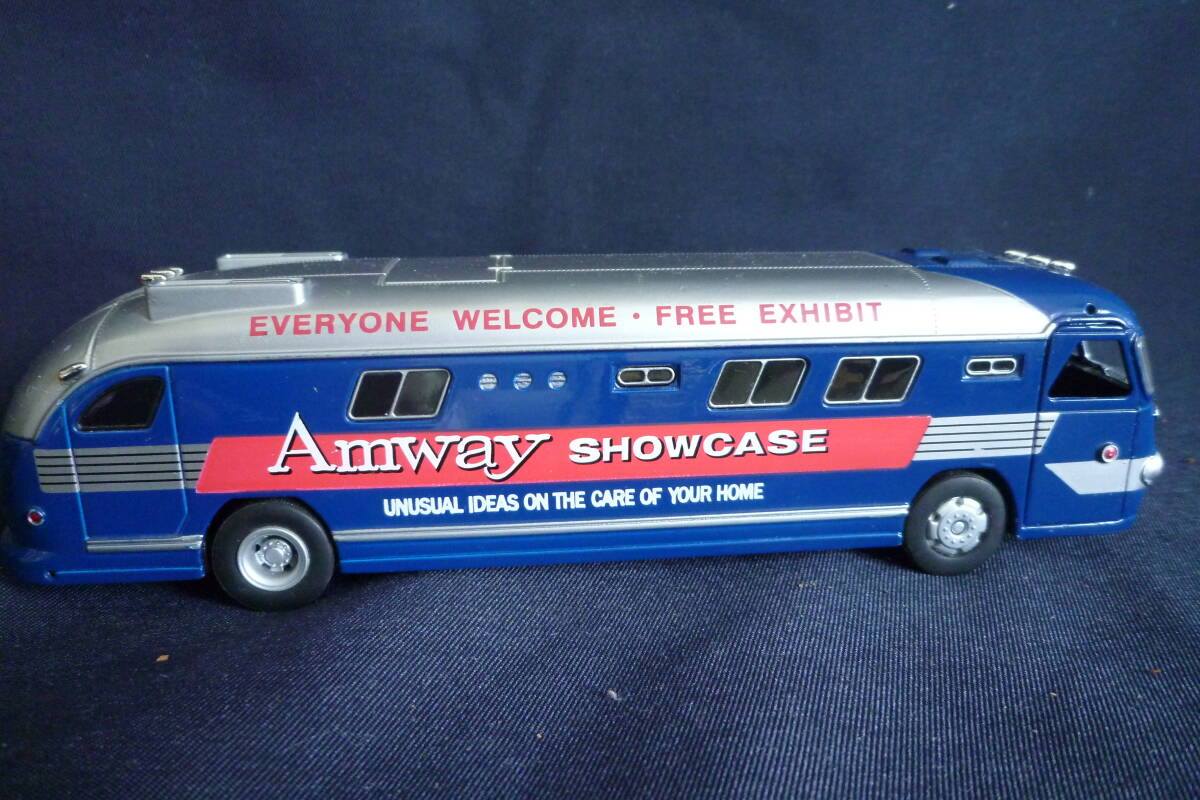 EVERYONE WELCOME • FREE EXHIBIT
Amway SHOWCASE
UNUSUAL IDEAS ON THE CARE OF YOUR HOME